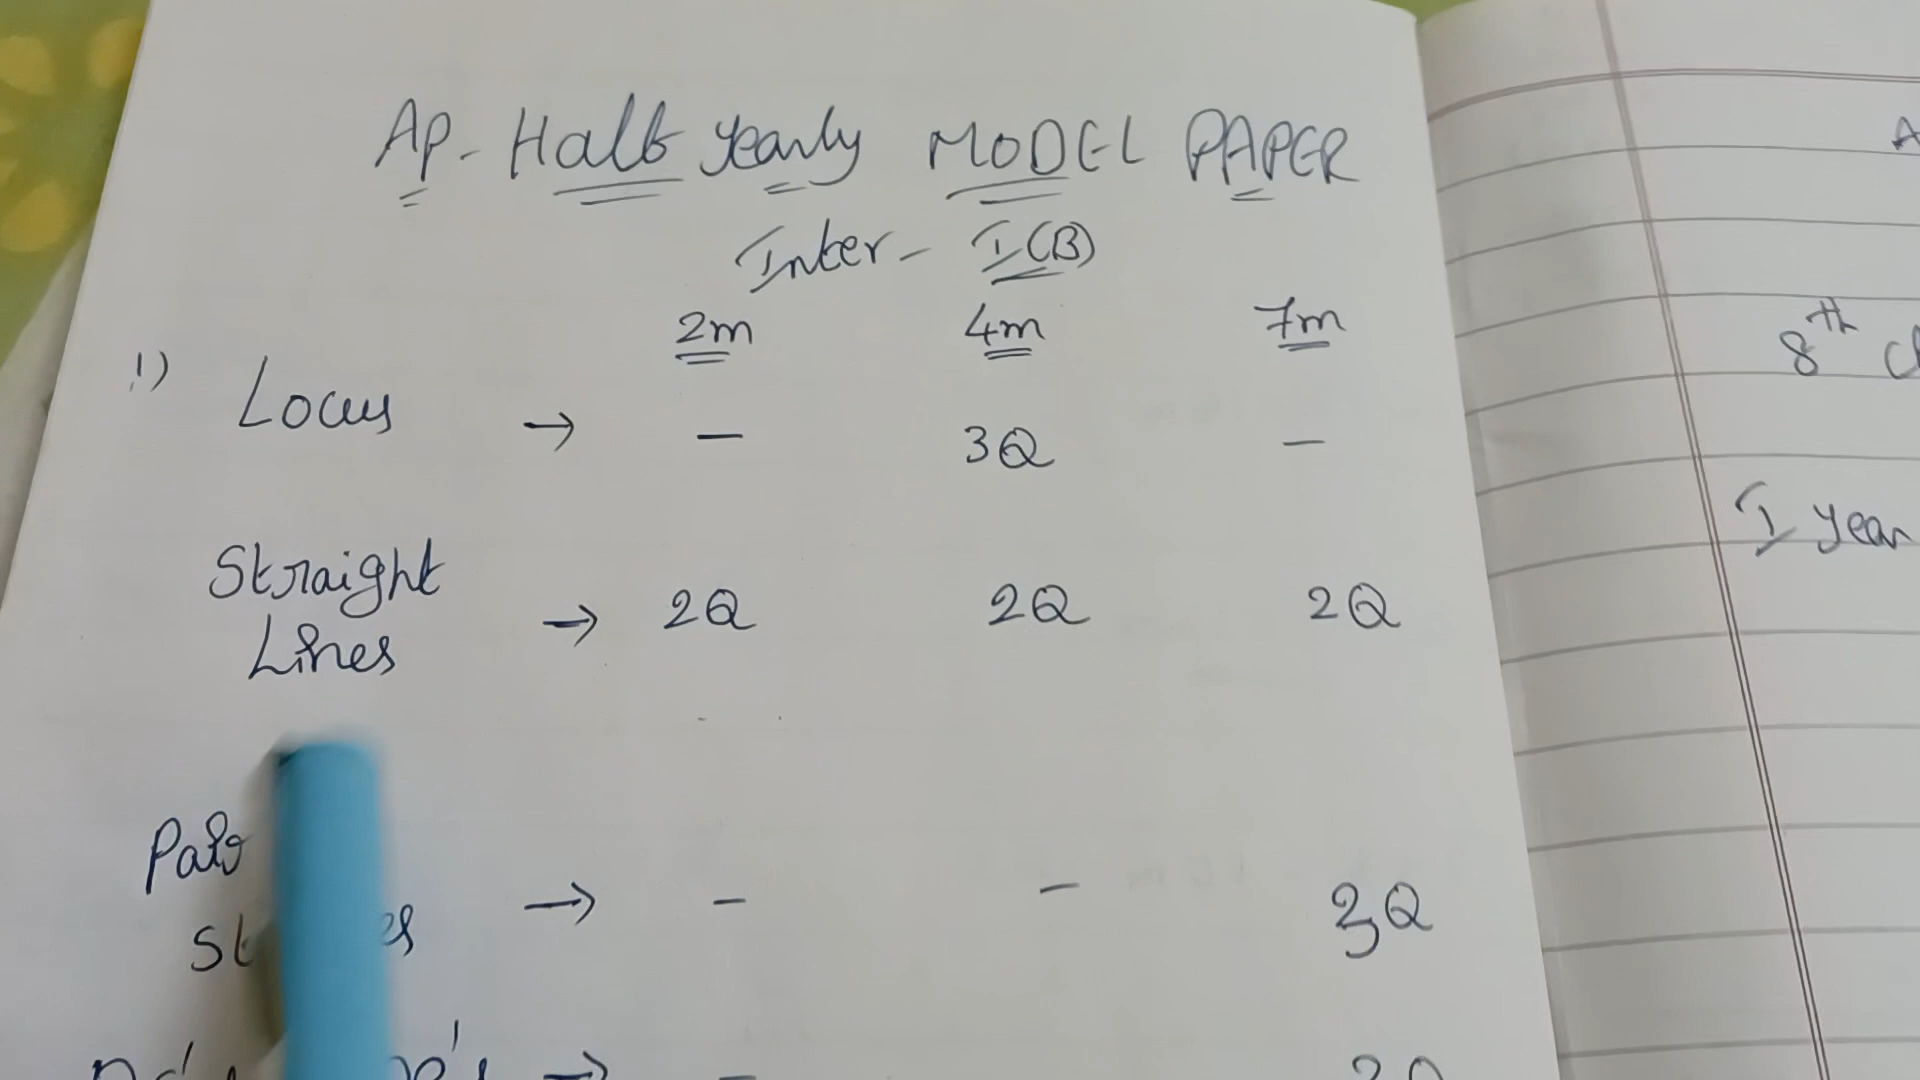 Ap - Half yearly MODEL PAPER
Inter - I(B)
2m 4m 7m
1) Locus → - 3Q -
Straight
Lines → 2Q 2Q 2Q
Pair
→ - -
8th
I year